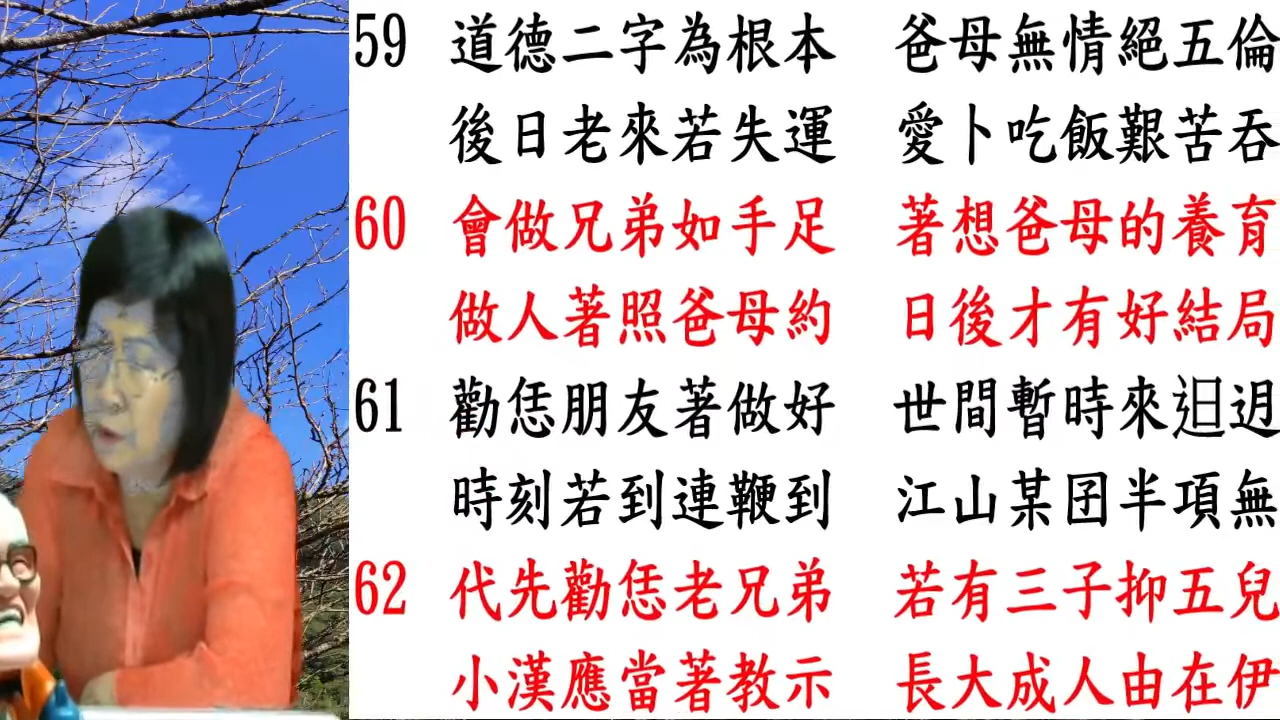 59 道德二字為根本 爸母無情絕五倫
後日老來若失運 愛卜吃飯艱苦吞
60 會做兄弟如手足 著想爸母的養育
做人著照爸母約 日後才有好結局
61 勸恁朋友著做好 世間暫時來𨑨迌
時刻若到連鞭到 江山某囝半項無
62 代先勸恁老兄弟 若有三子抑五兒
小漢應當著教示 長大成人由在伊